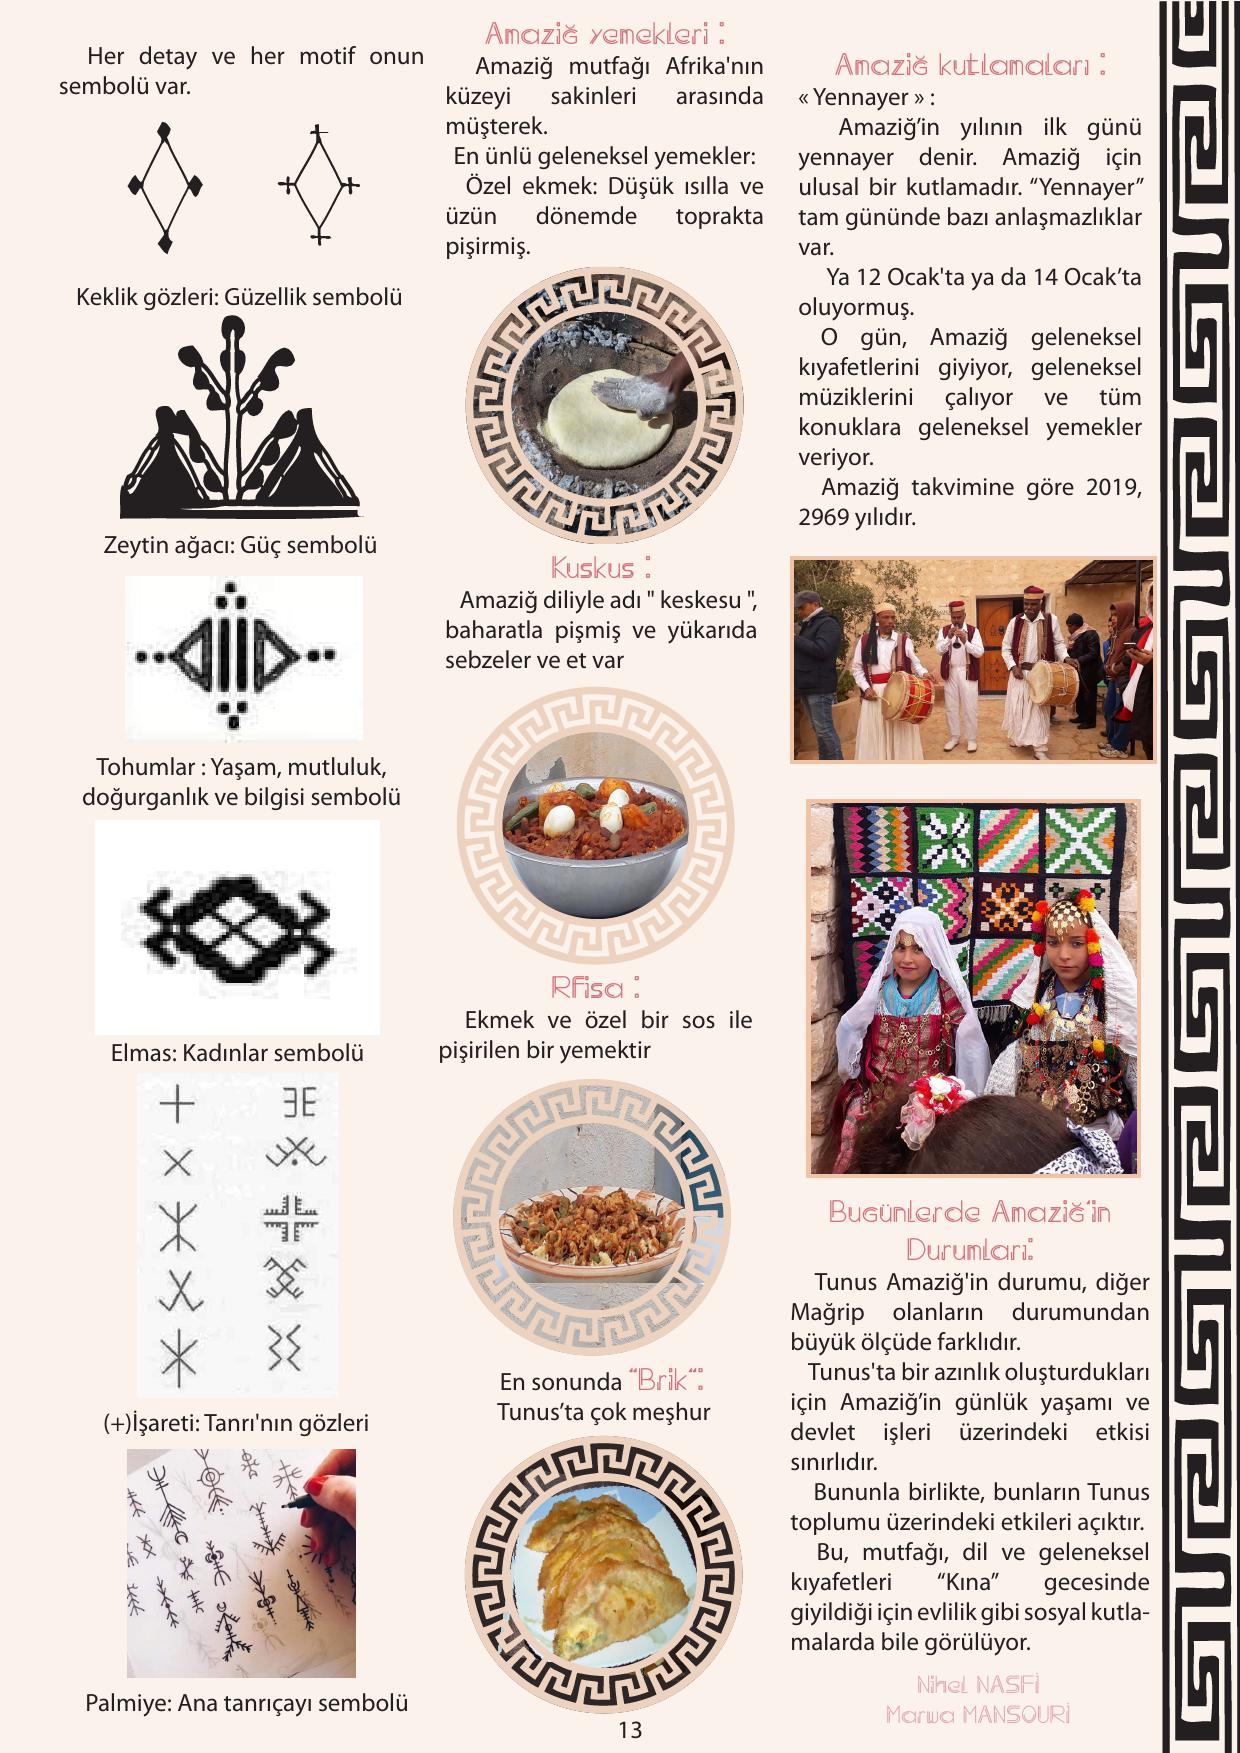 Her detay ve her motif onun
sembolü var.
Keklik gözleri: Güzellik sembolü
Zeytin ağacı: Güç sembolü
Tohumlar : Yaşam, mutluluk,
doğurganlık ve bilgisi sembolü
Elmas: Kadınlar sembolü
(+)İşareti: Tanrı'nın gözleri
Palmiye: Ana tanrıçayı sembolü
Amaziğ yemekleri :
Amaziğ mutfağı Afrika'nın
küzeyi sakinleri arasında
müşterek.
En ünlü geleneksel yemekler:
Özel ekmek: Düşük ısılla ve
üzün dönemde toprakta
pişirmiş.
Kuskus :
Amaziğ diliyle adı " keskesu ",
baharatla pişmiş ve yükarıda
sebzeler ve et var
Rfisa :
Ekmek ve özel bir sos ile
pişirilen bir yemektir
En sonunda “Brik“:
Tunus’ta çok meşhur
Amaziğ kutlamaları :
« Yennayer » :
Amaziğ’in yılının ilk günü
yennayer denir. Amaziğ için
ulusal bir kutlamadır. “Yennayer”
tam gününde bazı anlaşmazlıklar
var.
Ya 12 Ocak'ta ya da 14 Ocak’ta
oluyormuş.
O gün, Amaziğ geleneksel
kıyafetlerini giyiyor, geleneksel
müziklerini çalıyor ve tüm
konuklara geleneksel yemekler
veriyor.
Amaziğ takvimine göre 2019,
2969 yılıdır.
Bugünlerde Amaziğ’in
Durumları:
Tunus Amaziğ'in durumu, diğer
Mağrip olanların durumundan
büyük ölçüde farklıdır.
Tunus'ta bir azınlık oluşturdukları
için Amaziğ’in günlük yaşamı ve
devlet işleri üzerindeki etkisi
sınırlıdır.
Bununla birlikte, bunların Tunus
toplumu üzerindeki etkileri açıktır.
Bu, mutfağı, dil ve geleneksel
kıyafetleri “Kına” gecesinde
giyildiği için evlilik gibi sosyal kutla-
malarda bile görülüyor.
Nihel NASFİ
Marwa MANSOURİ
13